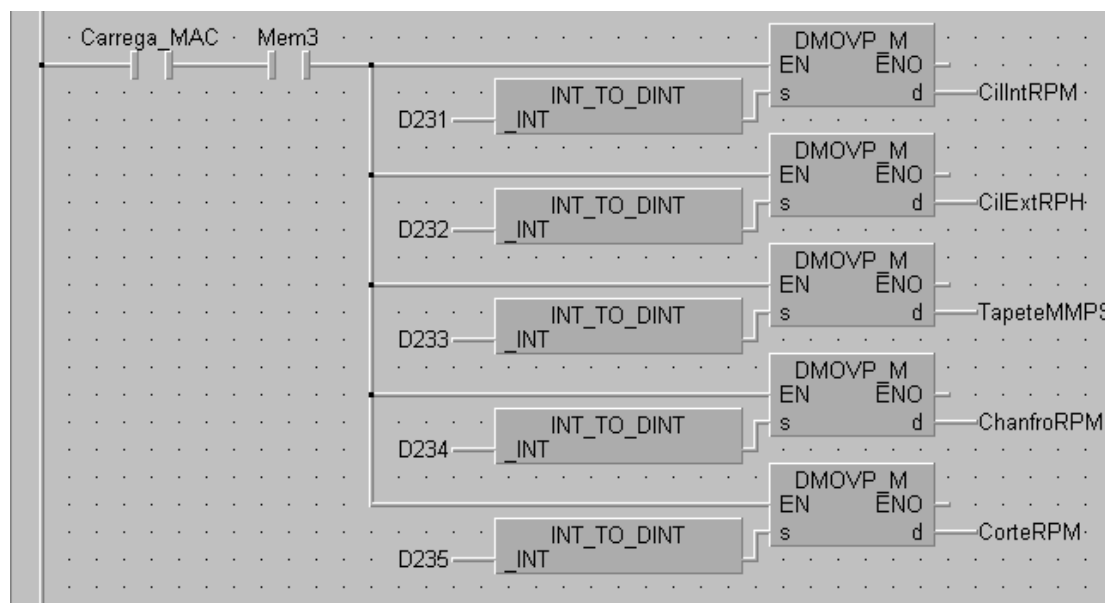 Carrega_MAC Mem3 DMOVP_M
EN ENO
INT_TO_DINT s d CilIntRPM
D231 _INT
DMOVP_M
EN ENO
INT_TO_DINT s d CilExtRPH
D232 _INT
DMOVP_M
EN ENO
INT_TO_DINT s d TapeteMMPS
D233 _INT
DMOVP_M
EN ENO
INT_TO_DINT s d ChanfroRPM
D234 _INT
DMOVP_M
EN ENO
INT_TO_DINT s d CorteRPM
D235 _INT